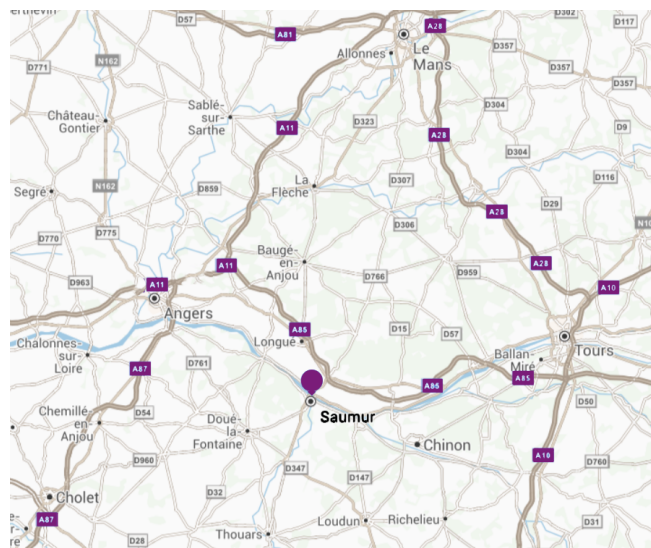 D57
A81
A28
D302
D117
Le
Mans
Allonnes
D357
D771
N162
D357
D357
Sablé-
sur-
Sarthe
D304
Château-
Gontier
A11
D323
A28
D9
D304
La
Flèche
D307
D116
Segré
N162
D859
D306
A28
D29
D770
D775
Baugé-
en-
Anjou
A11
D766
D959
A28
D963
A11
A10
Angers
A85
D15
D57
Longué
Chalonnes-
sur-
Loire
D761
A87
Ballan-
Miré
Tours
A85
A85
Saumur
D50
Chemillé-
en-
Anjou
D54
Doué-
la-
Fontaine
Chinon
A10
D960
D347
D760
D147
Cholet
D32
A87
Thouars
Loudun
Richelieu
D31
D28